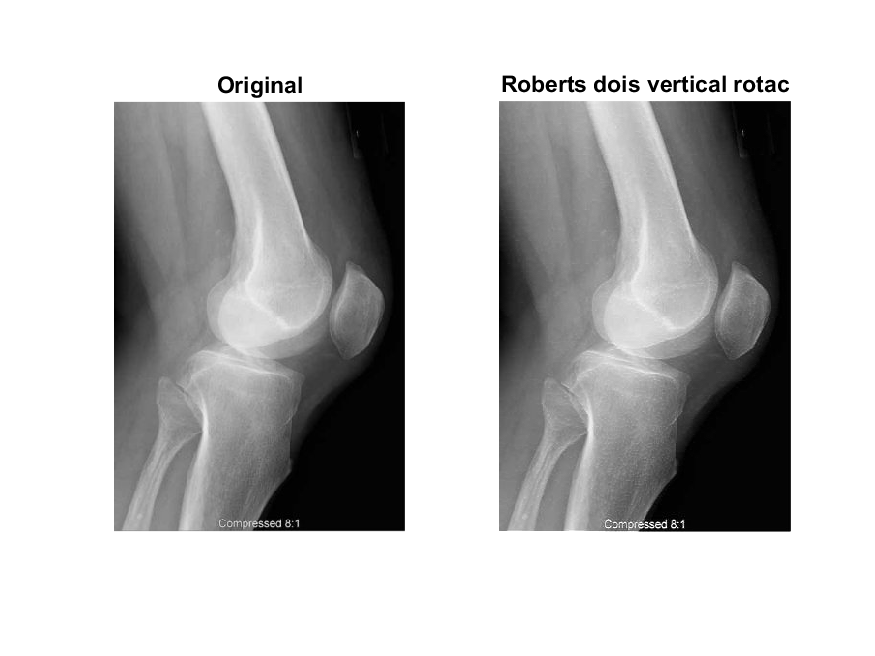 Original
Roberts dois vertical rotac
Compressed 8:1
Compressed 8:1